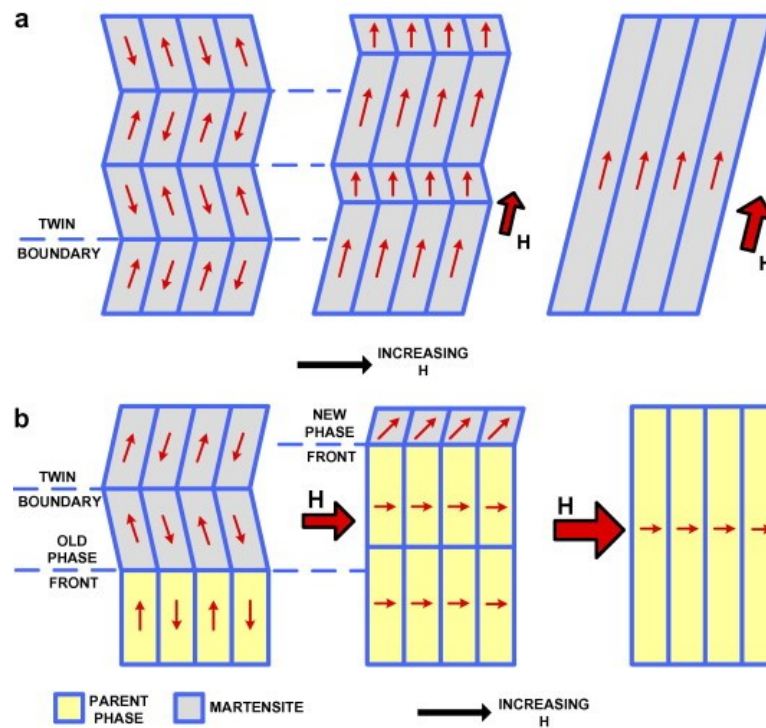 a
TWIN
BOUNDARY
H
H
INCREASING
H
b
NEW
PHASE
FRONT
TWIN
BOUNDARY
OLD
PHASE
FRONT
H
H
PARENT
PHASE
MARTENSITE
INCREASING
H